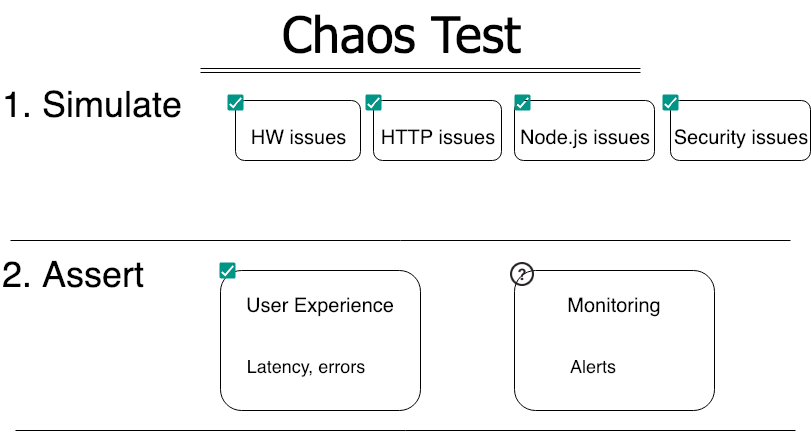 Chaos Test
1. Simulate
HW issues
HTTP issues
Node.js issues
Security issues
2. Assert
?
User Experience
Monitoring
Latency, errors
Alerts